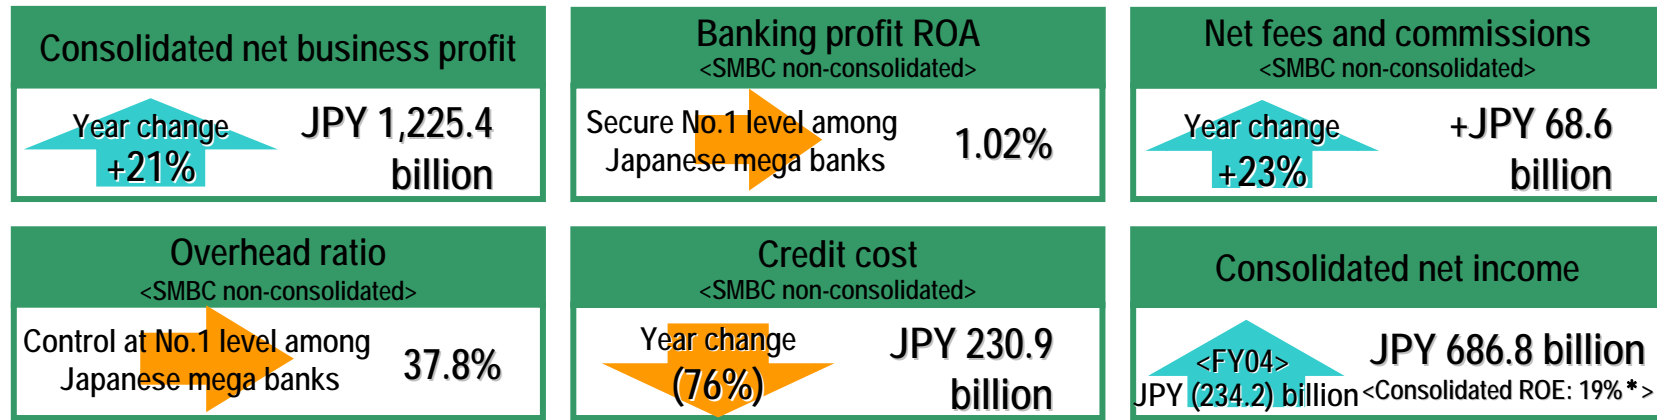 Consolidated net business profit
Year change
+21%
JPY 1,225.4
billion
Banking profit ROA
<SMBC non-consolidated>
Secure No.1 level among
Japanese mega banks
1.02%
Net fees and commissions
<SMBC non-consolidated>
Year change
+23%
+JPY 68.6
billion
Overhead ratio
<SMBC non-consolidated>
Control at No.1 level among
Japanese mega banks
37.8%
Credit cost
<SMBC non-consolidated>
Year change
(76%)
JPY 230.9
billion
Consolidated net income
<FY04>
JPY (234.2) billion
JPY 686.8 billion
<Consolidated ROE: 19%*>